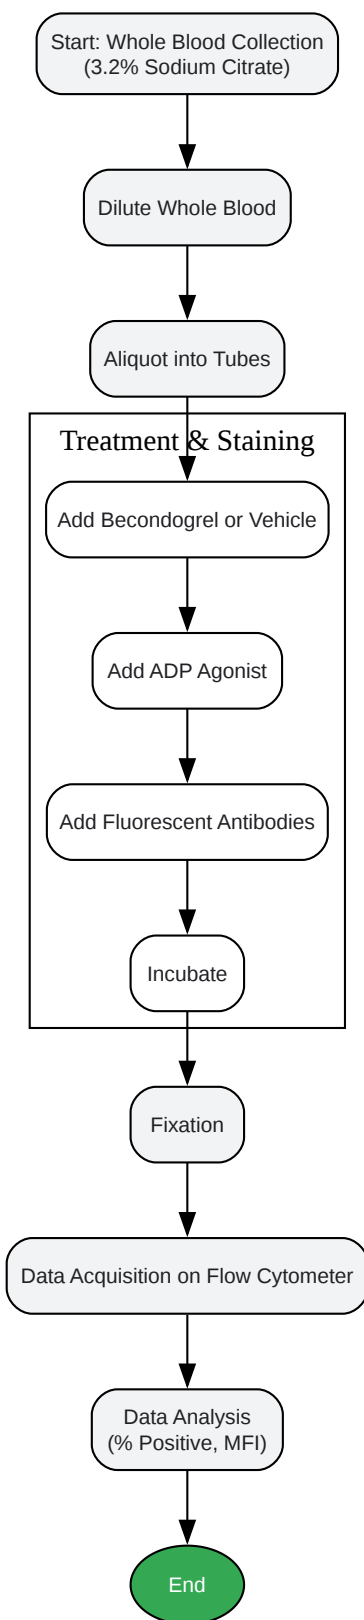 Start: Whole Blood Collection
(3.2% Sodium Citrate)
Dilute Whole Blood
Aliquot into Tubes
Treatment & Staining
Add Becondogrel or Vehicle
Add ADP Agonist
Add Fluorescent Antibodies
Incubate
Fixation
Data Acquisition on Flow Cytometer
Data Analysis
(% Positive, MFI)
End